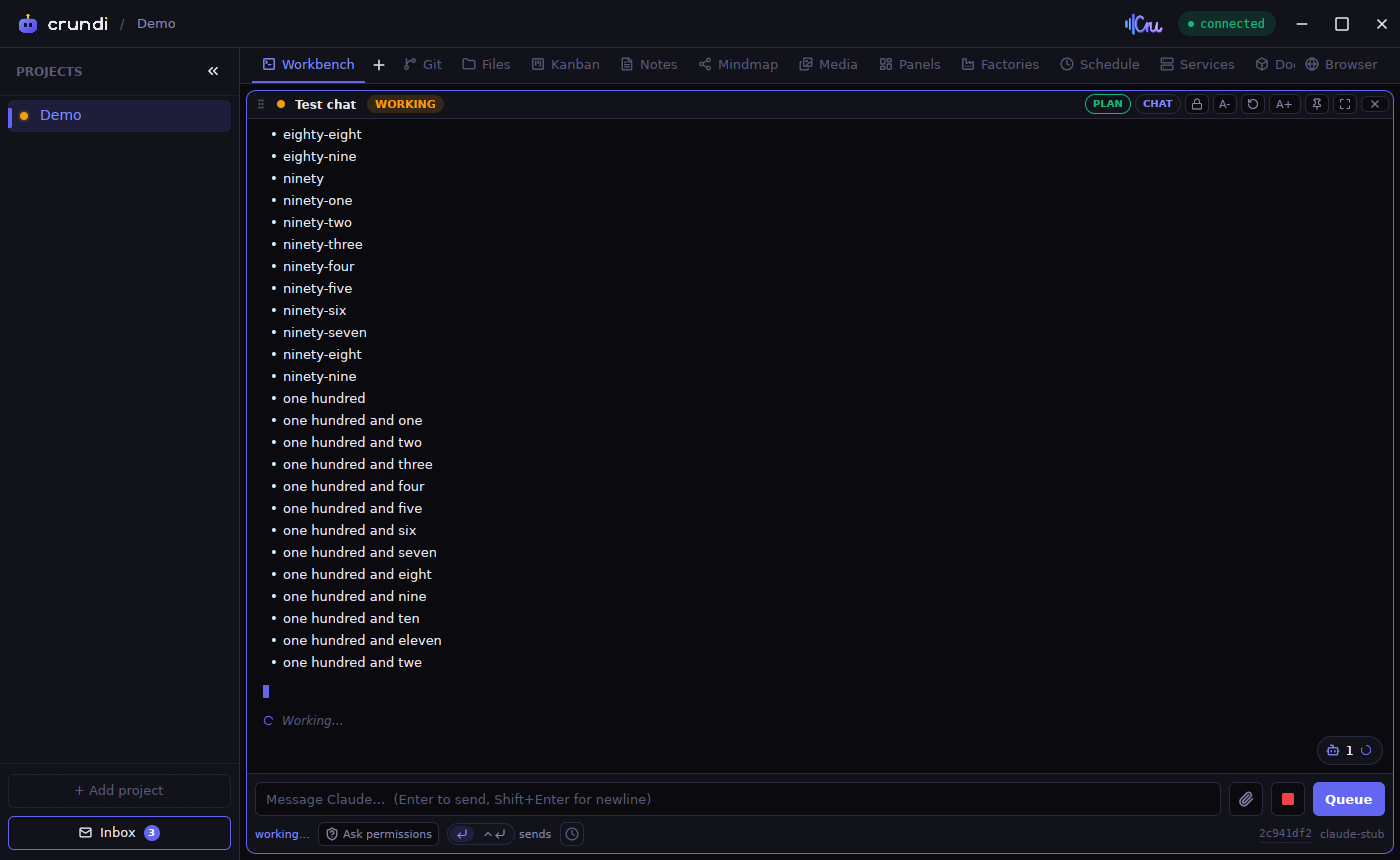 crundi / Demo
Cru
connected
PROJECTS
Workbench
Git
Files
Kanban
Notes
Mindmap
Media
Panels
Factories
Schedule
Services
Doc
Browser
Demo
Test chat WORKING
PLAN CHAT A- A+
• eighty-eight
• eighty-nine
• ninety
• ninety-one
• ninety-two
• ninety-three
• ninety-four
• ninety-five
• ninety-six
• ninety-seven
• ninety-eight
• ninety-nine
• one hundred
• one hundred and one
• one hundred and two
• one hundred and three
• one hundred and four
• one hundred and five
• one hundred and six
• one hundred and seven
• one hundred and eight
• one hundred and nine
• one hundred and ten
• one hundred and eleven
• one hundred and twe
Working...
1
+ Add project
Inbox 3
Message Claude... (Enter to send, Shift+Enter for newline)
Queue
working... Ask permissions sends
2c941df2 claude-stub